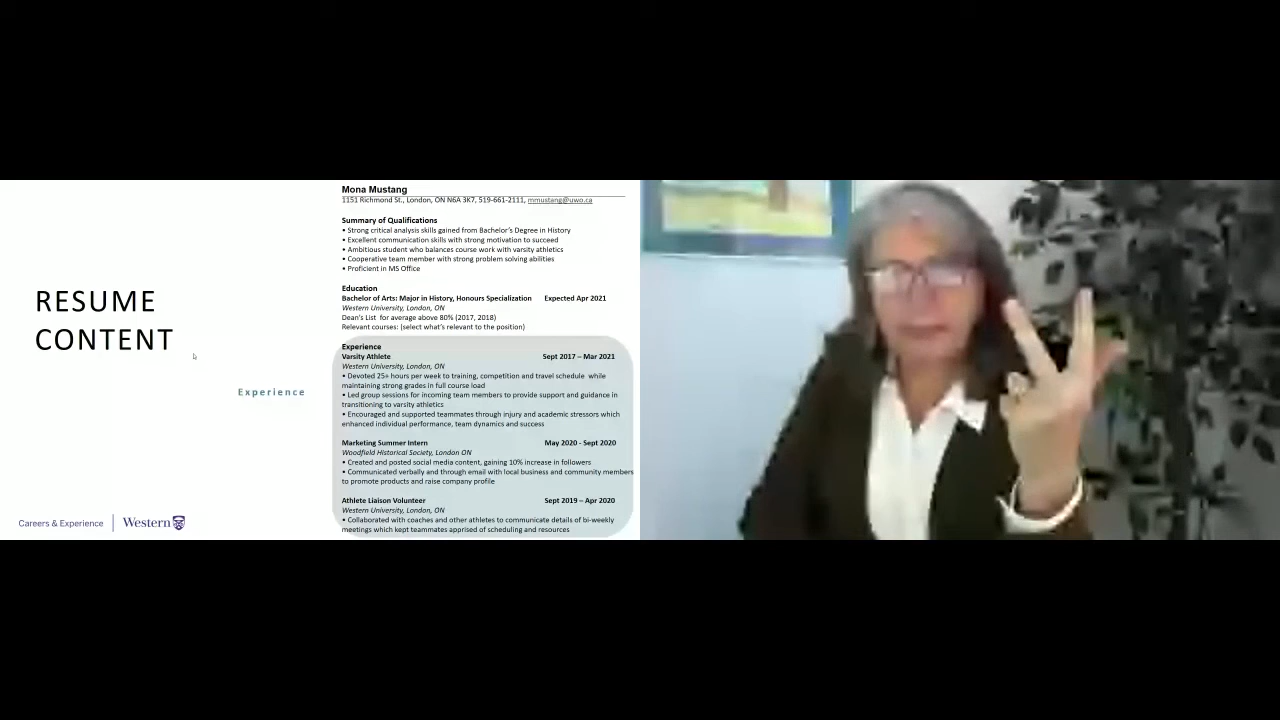 RESUME
CONTENT
Experience
Careers & Experience
Western
Mona Mustang
1151 Richmond St., London, ON N6A 3K7, 519-661-2111, mmustang@uwo.ca
Summary of Qualifications
• Strong critical analysis skills gained from Bachelor's Degree in History
• Excellent communication skills with strong motivation to succeed
• Ambitious student who balances course work with varsity athletics
• Cooperative team member with strong problem solving abilities
• Proficient in MS Office
Education
Bachelor of Arts: Major in History, Honours Specialization Expected Apr 2021
Western University, London, ON
Dean's List for average above 80% (2017, 2018)
Relevant courses: (select what's relevant to the position)
Experience
Varsity Athlete Sept 2017 – Mar 2021
Western University, London, ON
• Devoted 25+ hours per week to training, competition and travel schedule while
maintaining strong grades in full course load
• Led group sessions for incoming team members to provide support and guidance in
transitioning to varsity athletics
• Encouraged and supported teammates through injury and academic stressors which
enhanced individual performance, team dynamics and success
Marketing Summer Intern May 2020 - Sept 2020
Woodfield Historical Society, London ON
• Created and posted social media content, gaining 10% increase in followers
• Communicated verbally and through email with local business and community members
to promote products and raise company profile
Athlete Liaison Volunteer Sept 2019 – Apr 2020
Western University, London, ON
• Collaborated with coaches and other athletes to communicate details of bi-weekly
meetings which kept teammates apprised of scheduling and resources